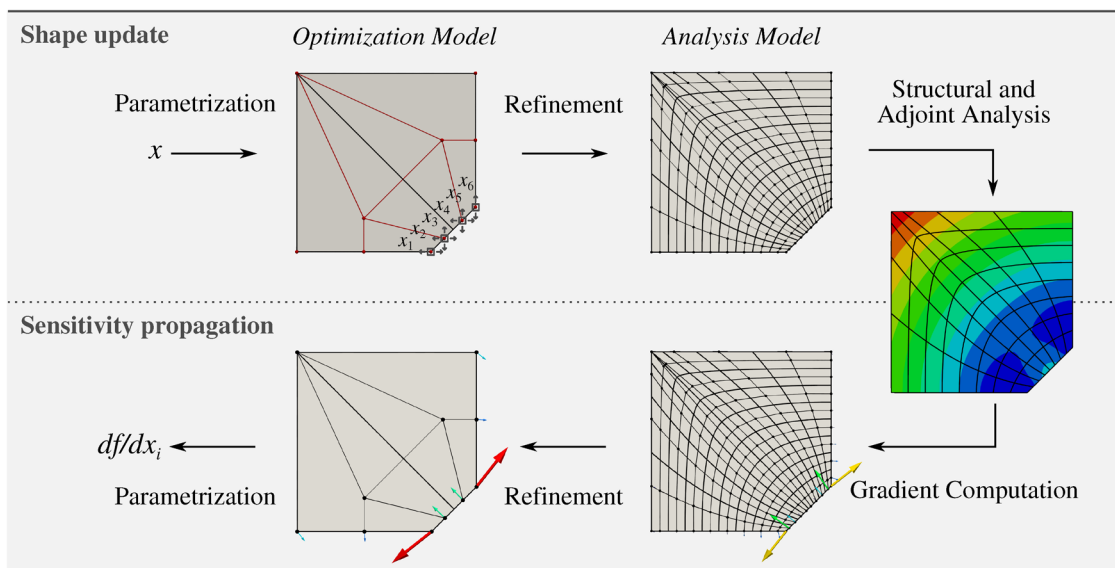 Shape update
Optimization Model
Analysis Model
Parametrization
Refinement
Structural and
Adjoint Analysis
x
x6
x5
x4
x3
x2
x1
Sensitivity propagation
df/dxi
Parametrization
Refinement
Gradient Computation